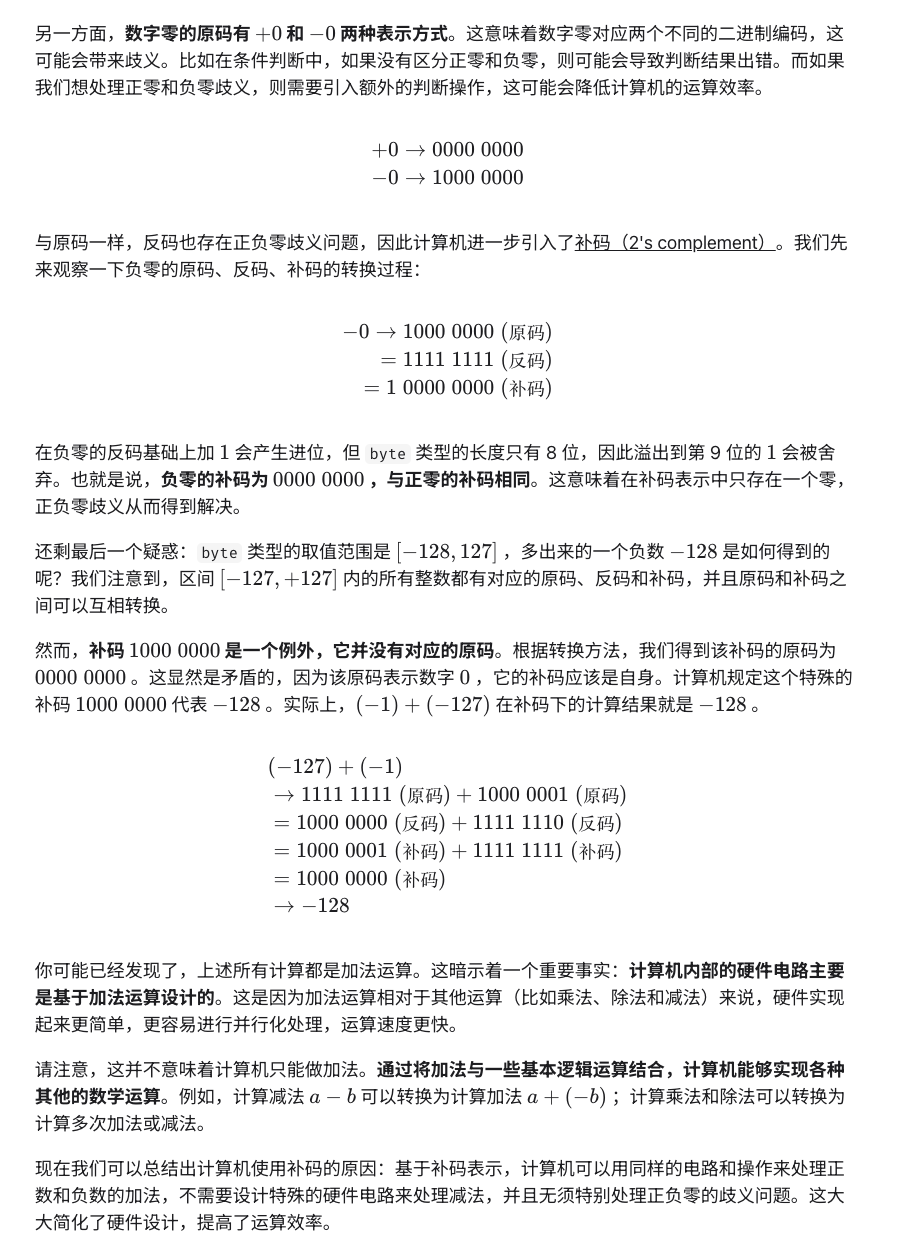 另一方面，数字零的原码有 +0 和 −0 两种表示方式。这意味着数字零对应两个不同的二进制编码，这
可能会带来歧义。比如在条件判断中，如果没有区分正零和负零，则可能会导致判断结果出错。而如果
我们想处理正零和负零歧义，则需要引入额外的判断操作，这可能会降低计算机的运算效率。
+0 → 0000 0000
−0 → 1000 0000
与原码一样，反码也存在正负零歧义问题，因此计算机进一步引入了补码（2's complement）。我们先
来观察一下负零的原码、反码、补码的转换过程：
−0 → 1000 0000 (原码)
= 1111 1111 (反码)
= 1 0000 0000 (补码)
在负零的反码基础上加 1 会产生进位，但 byte 类型的长度只有 8 位，因此溢出到第 9 位的 1 会被舍
弃。也就是说，负零的补码为 0000 0000 ，与正零的补码相同。这意味着在补码表示中只存在一个零，
正负零歧义从而得到解决。
还剩最后一个疑惑：byte 类型的取值范围是 [−128, 127] ，多出来的一个负数 −128 是如何得到的
呢？我们注意到，区间 [−127, +127] 内的所有整数都有对应的原码、反码和补码，并且原码和补码之
间可以互相转换。
然而，补码 1000 0000 是一个例外，它并没有对应的原码。根据转换方法，我们得到该补码的原码为
0000 0000 。这显然是矛盾的，因为该原码表示数字 0 ，它的补码应该是自身。计算机规定这个特殊的
补码 1000 0000 代表 −128 。实际上，(−1) + (−127) 在补码下的计算结果就是 −128 。
(−127) + (−1)
→ 1111 1111 (原码) + 1000 0001 (原码)
= 1000 0000 (反码) + 1111 1110 (反码)
= 1000 0001 (补码) + 1111 1111 (补码)
= 1000 0000 (补码)
→ −128
你可能已经发现了，上述所有计算都是加法运算。这暗示着一个重要事实：计算机内部的硬件电路主要
是基于加法运算设计的。这是因为加法运算相对于其他运算（比如乘法、除法和减法）来说，硬件实现
起来更简单，更容易进行并行化处理，运算速度更快。
请注意，这并不意味着计算机只能做加法。通过将加法与一些基本逻辑运算结合，计算机能够实现各种
其他的数学运算。例如，计算减法 a − b 可以转换为计算加法 a + (−b) ；计算乘法和除法可以转换为
计算多次加法或减法。
现在我们可以总结出计算机使用补码的原因：基于补码表示，计算机可以用同样的电路和操作来处理正
数和负数的加法，不需要设计特殊的硬件电路来处理减法，并且无须特别处理正负零的歧义问题。这大
大简化了硬件设计，提高了运算效率。